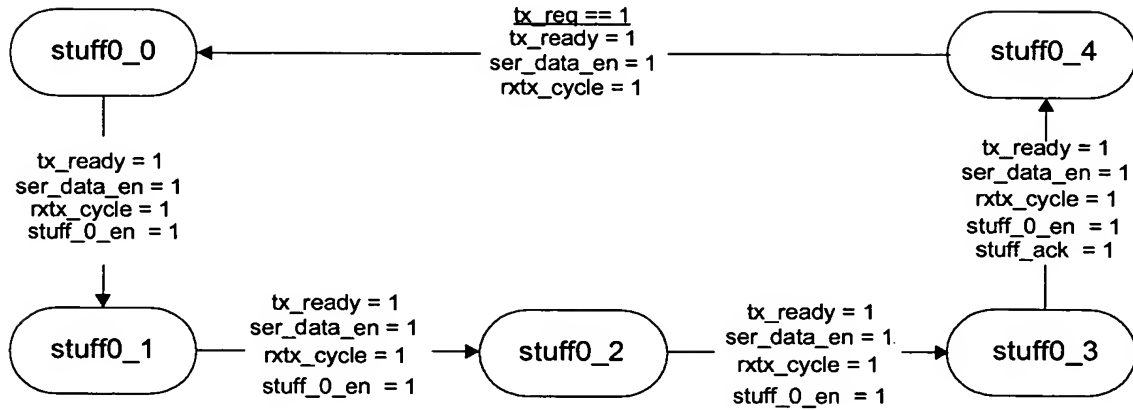 stuff0_0
tx_req == 1
tx_ready = 1
ser_data_en = 1
rxtx_cycle = 1
stuff0_4
tx_ready = 1
ser_data_en = 1
rxtx_cycle = 1
stuff_0_en = 1
tx_ready = 1
ser_data_en = 1
rxtx_cycle = 1
stuff_0_en = 1
stuff_ack = 1
stuff0_1
tx_ready = 1
ser_data_en = 1
rxtx_cycle = 1
stuff_0_en = 1
stuff0_2
tx_ready = 1
ser_data_en = 1.
rxtx_cycle = 1
stuff_0_en = 1
stuff0_3